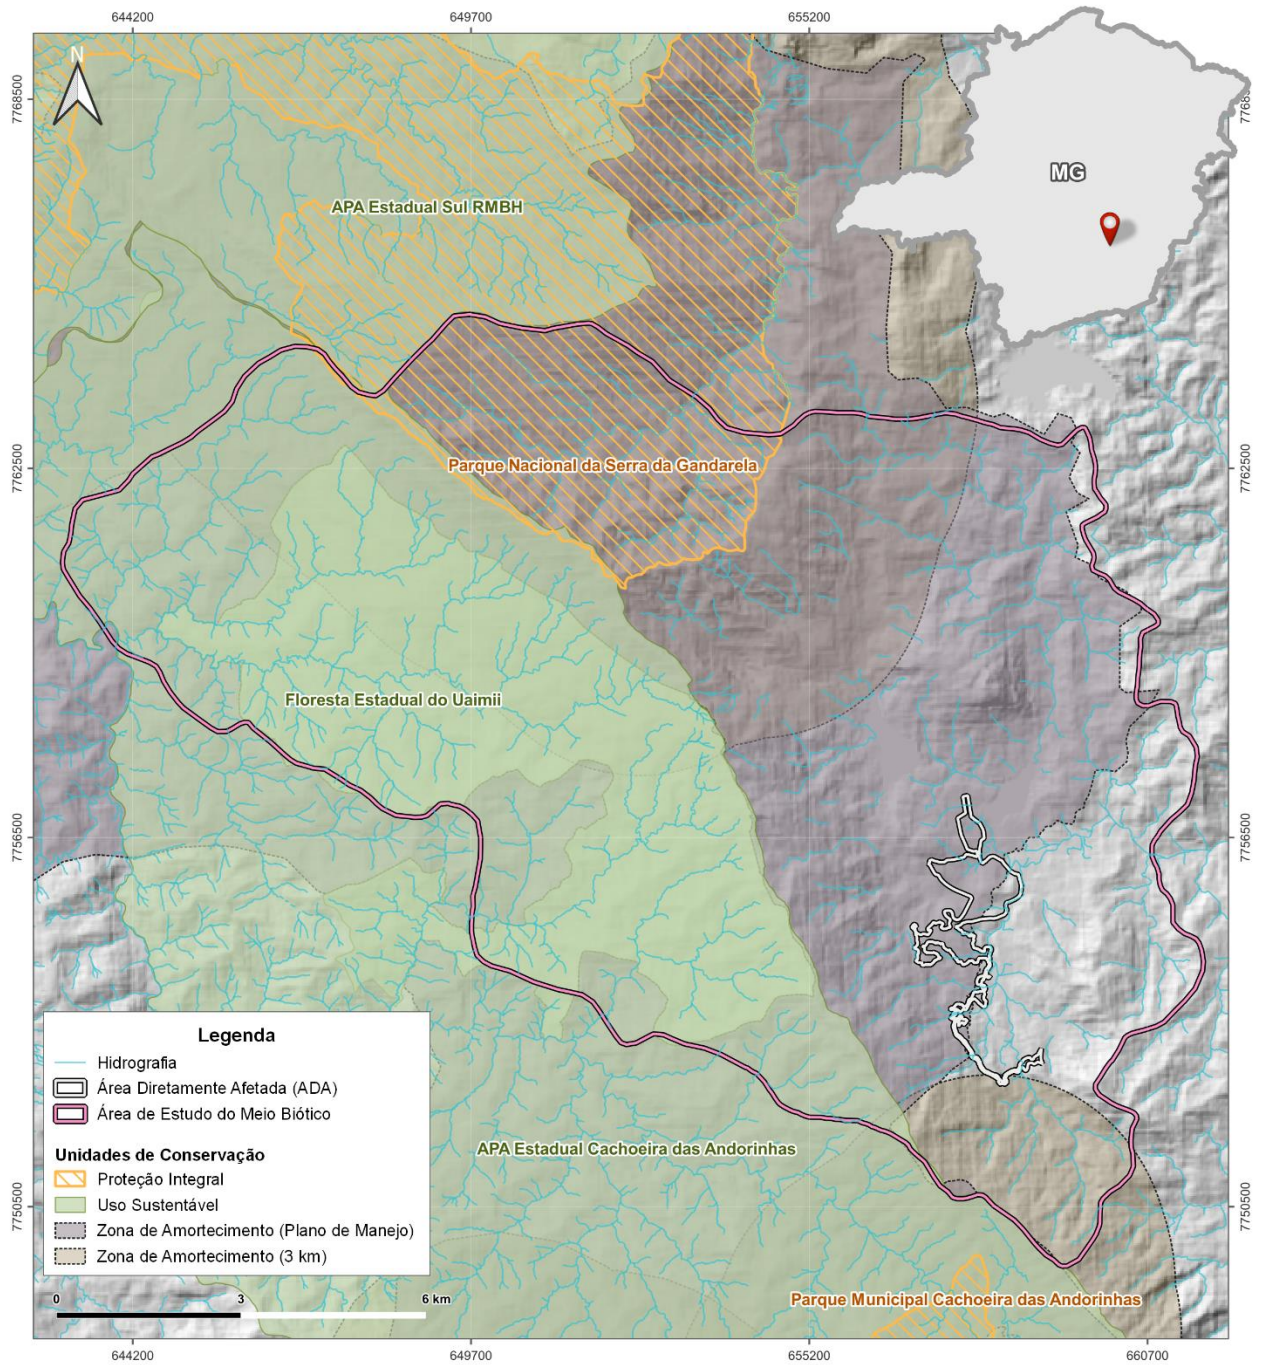 644200
649700
655200
N
7768500
MG
APA Estadual Sul RMBH
7762500
7762500
Parque Nacional da Serra da Gandarela
Floresta Estadual do Uaimii
7756500
7756500
Legenda
Hidrografia
Área Diretamente Afetada (ADA)
Área de Estudo do Meio Biótico
Unidades de Conservação
Proteção Integral
Uso Sustentável
Zona de Amortecimento (Plano de Manejo)
Zona de Amortecimento (3 km)
APA Estadual Cachoeira das Andorinhas
7750500
7750500
0
3
6 km
Parque Municipal Cachoeira das Andorinhas
644200
649700
655200
660700